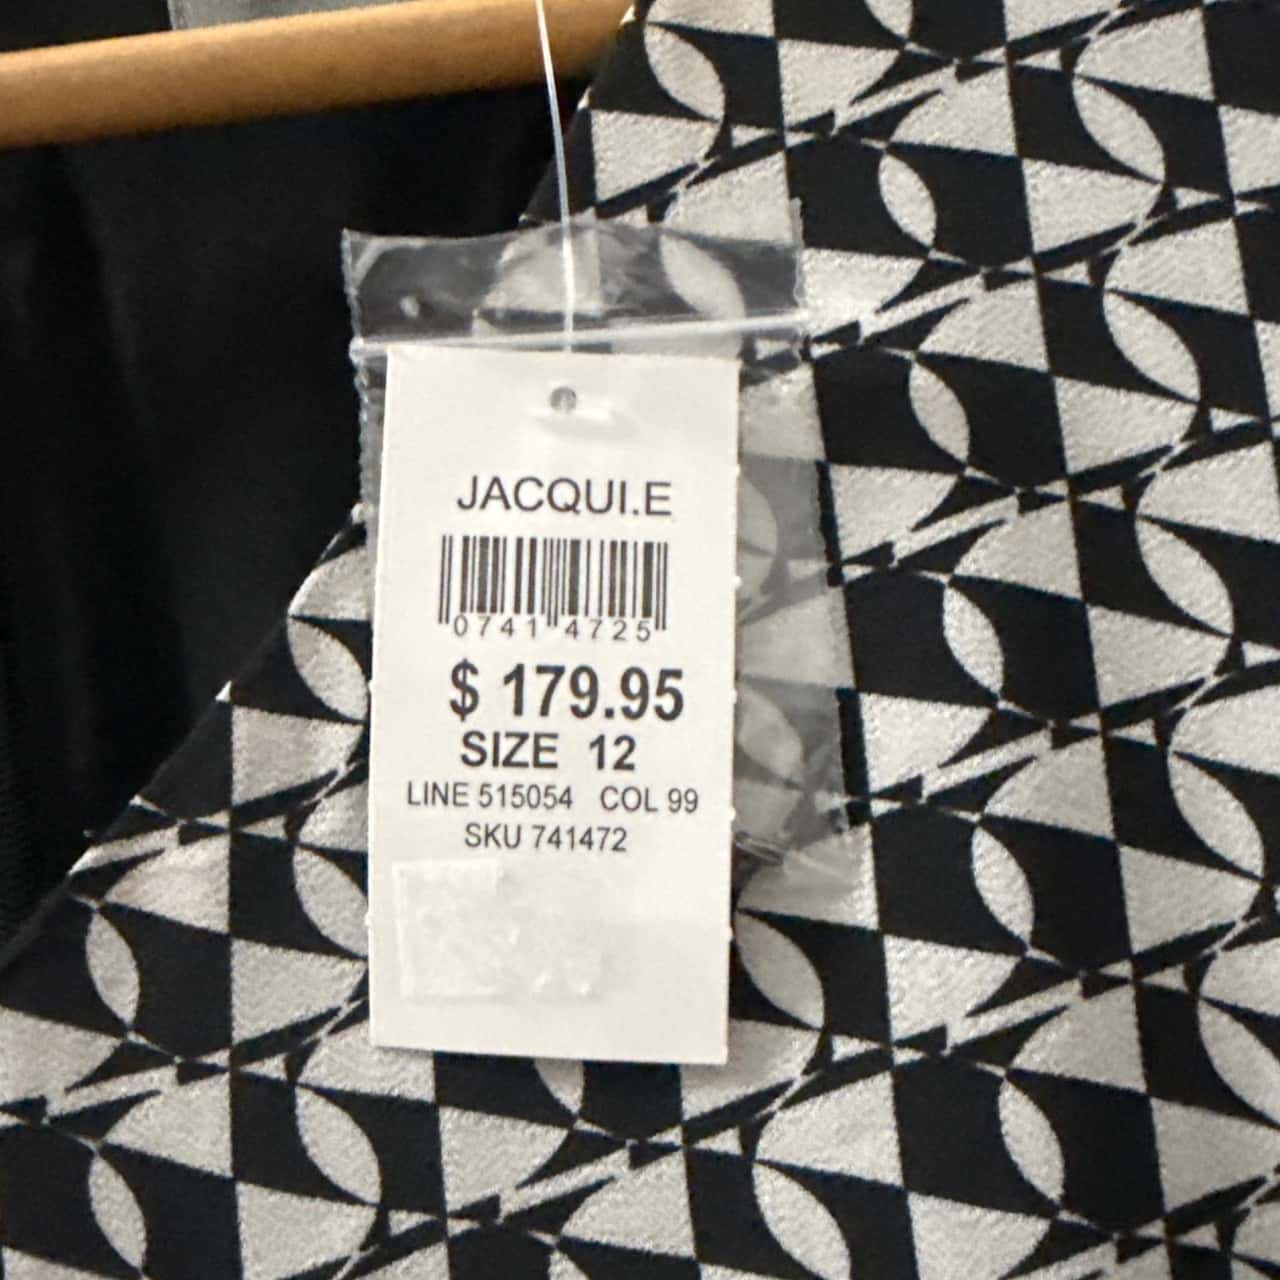 JACQUI.E
0741 4725
$ 179.95
SIZE 12
LINE 515054 COL 99
SKU 741472